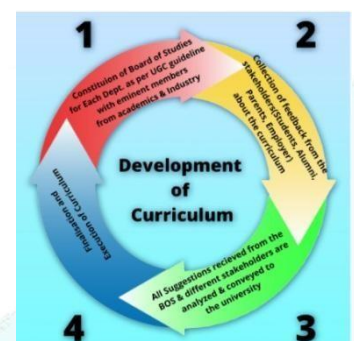 1
2
Constituion of Board of Studies
for Each Dept. as per UGC guideline
with eminent members
from academics & Industry
Collection of feedback from the
stakeholders(Students, Alumni,
Parents, Employer)
about the curriculum
Development
of
Curriculum
All Suggestions recieved from the
BOS & different stakeholders are
analyzed & conveyed to
the university
Finalisation and
Execution of Curriculum
4
3